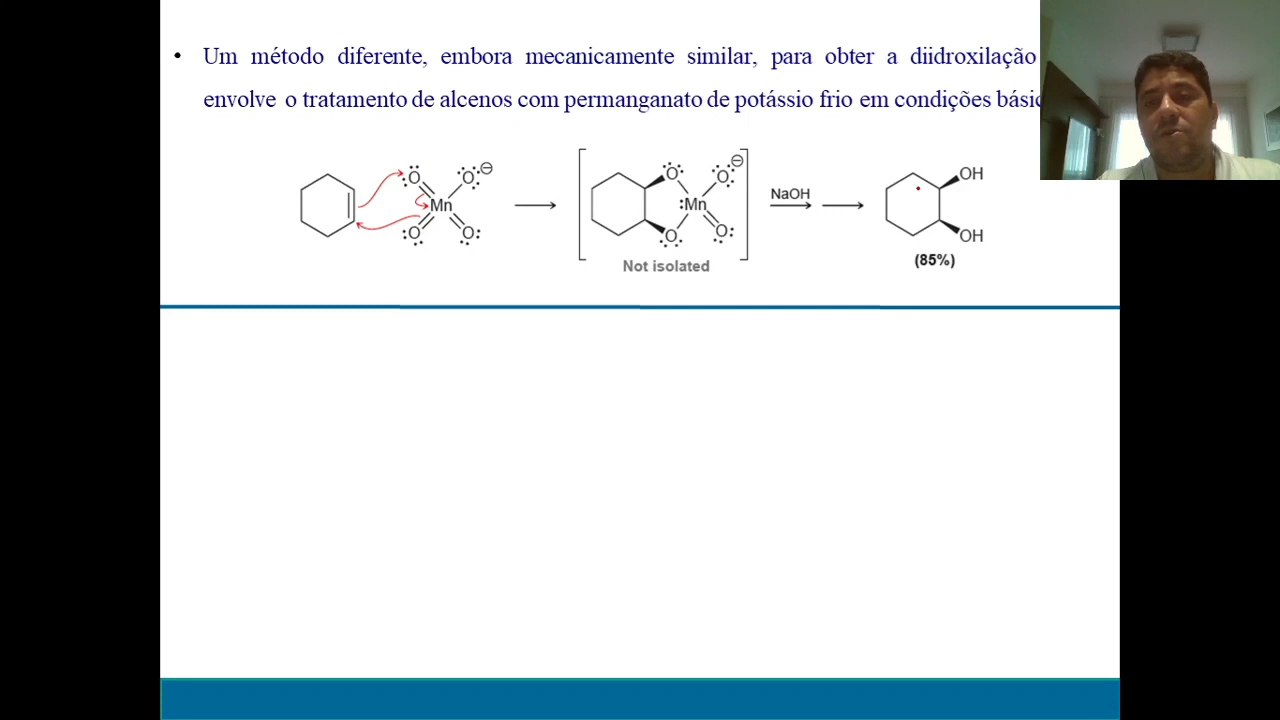 • Um método diferente, embora mecanicamente similar, para obter a diidroxilação
envolve o tratamento de alcenos com permanganato de potássio frio em condições
O O ⊖ Mn O O
O O ⊖ :Mn O O
NaOH
OH
OH
Not isolated
(85%)